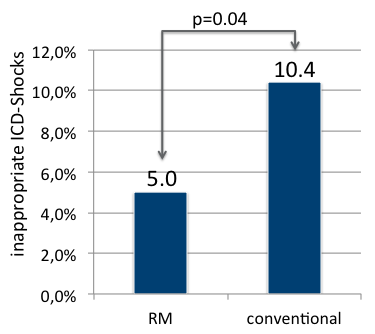 p=0.04
inappropriate ICD-Shocks
12,0%
10,0%
8,0%
6,0%
4,0%
2,0%
0,0%
5.0
10.4
RM
conventional